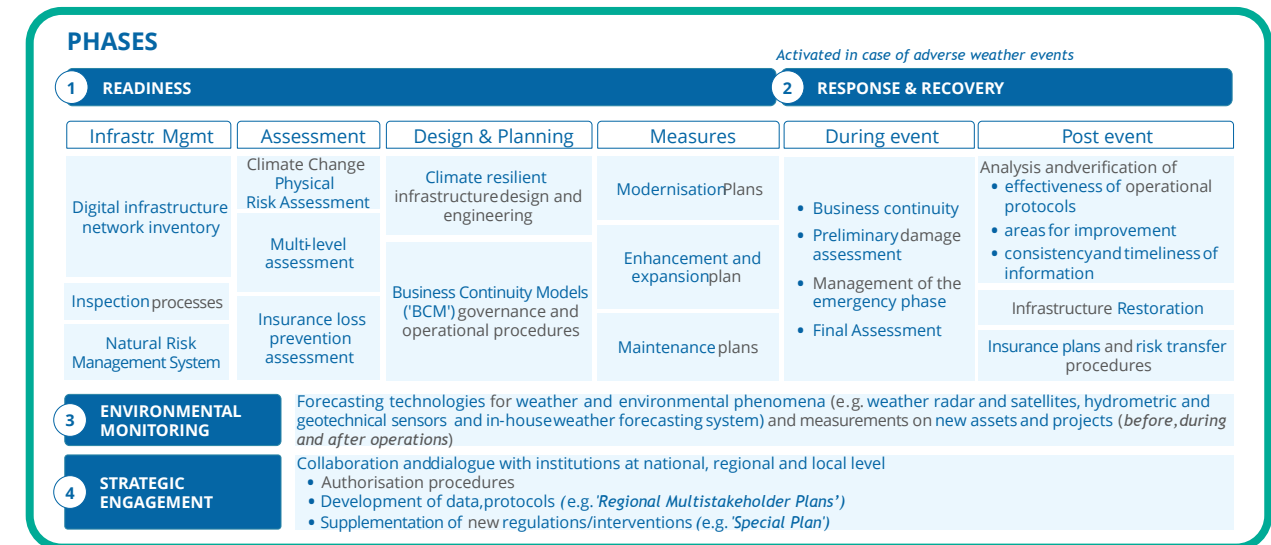 PHASES
Activated in case of adverse weather events
1 READINESS
2 RESPONSE & RECOVERY
Infrastr. Mgmt
Assessment
Design & Planning
Measures
During event
Post event
Digital infrastructure
network inventory
Inspection processes
Natural Risk
Management System
Climate Change
Physical
Risk Assessment
Multi-level
assessment
Insurance loss
prevention
assessment
Climate resilient
infrastructure design and
engineering
Business Continuity Models
('BCM') governance and
operational procedures
Modernisation Plans
Enhancement and
expansion plan
Maintenance plans
• Business continuity
• Preliminary damage
assessment
• Management of the
emergency phase
• Final Assessment
Analysis andverification of
• effectiveness of operational
protocols
• areas for improvement
• consistency and timeliness of
information
Infrastructure Restoration
Insurance plans and risk transfer
procedures
3 ENVIRONMENTAL
MONITORING
Forecasting technologies for weather and environmental phenomena (e.g. weather radar and satellites, hydrometric and
geotechnical sensors and in-house weather forecasting system) and measurements on new assets and projects (before, during
and after operations)
4 STRATEGIC
ENGAGEMENT
Collaboration anddialogue with institutions at national, regional and local level
• Authorisation procedures
• Development of data,protocols (e.g. 'Regional Multistakeholder Plans’)
• Supplementation of new regulations/interventions (e.g. 'Special Plan')